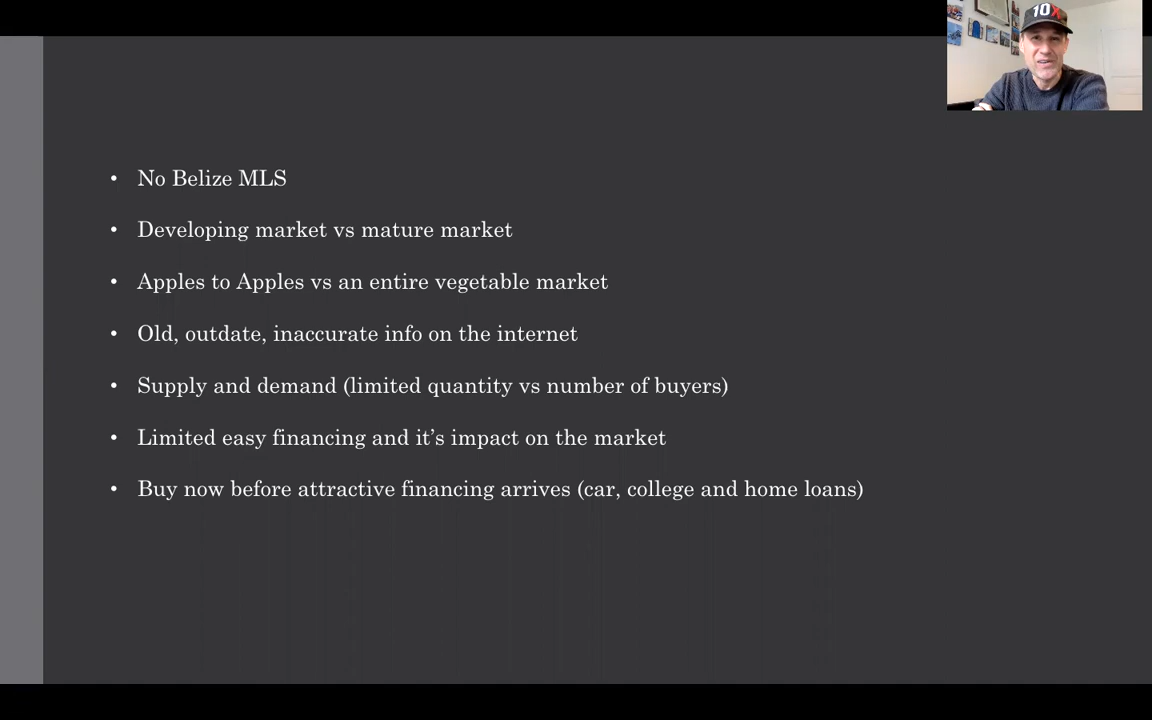 10X
• No Belize MLS
• Developing market vs mature market
• Apples to Apples vs an entire vegetable market
• Old, outdate, inaccurate info on the internet
• Supply and demand (limited quantity vs number of buyers)
• Limited easy financing and it’s impact on the market
• Buy now before attractive financing arrives (car, college and home loans)